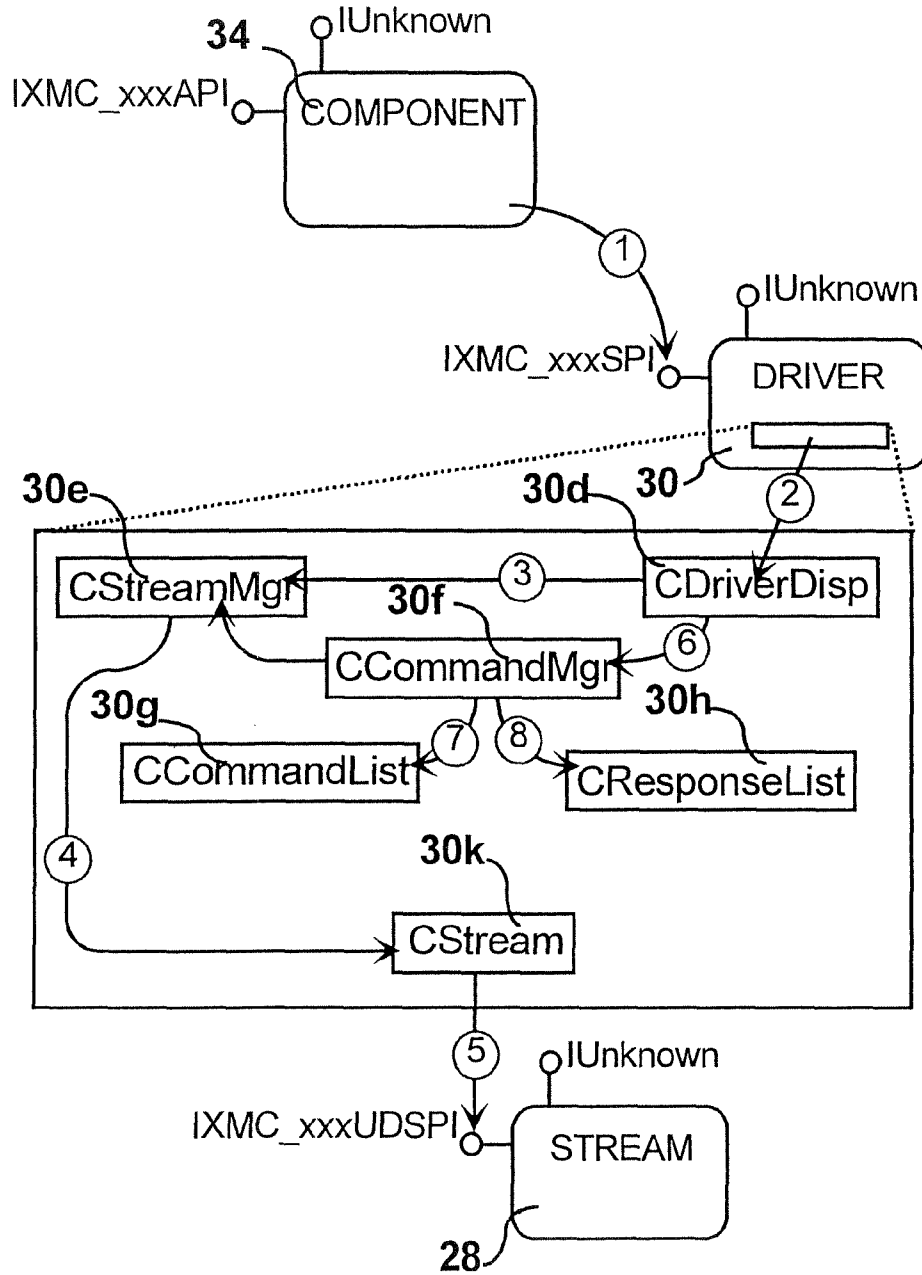 34
IUnknown
IXMC_xxxAPI
COMPONENT
1
IUnknown
IXMC_xxxSPI
DRIVER
30
2
30e
30d
CStreamMgr
3
CDriverDisp
30f
6
CCommandMgr
30g
7
8
30h
CCommandList
CResponseList
4
30k
CStream
5
IUnknown
IXMC_xxxUDSPI
STREAM
28